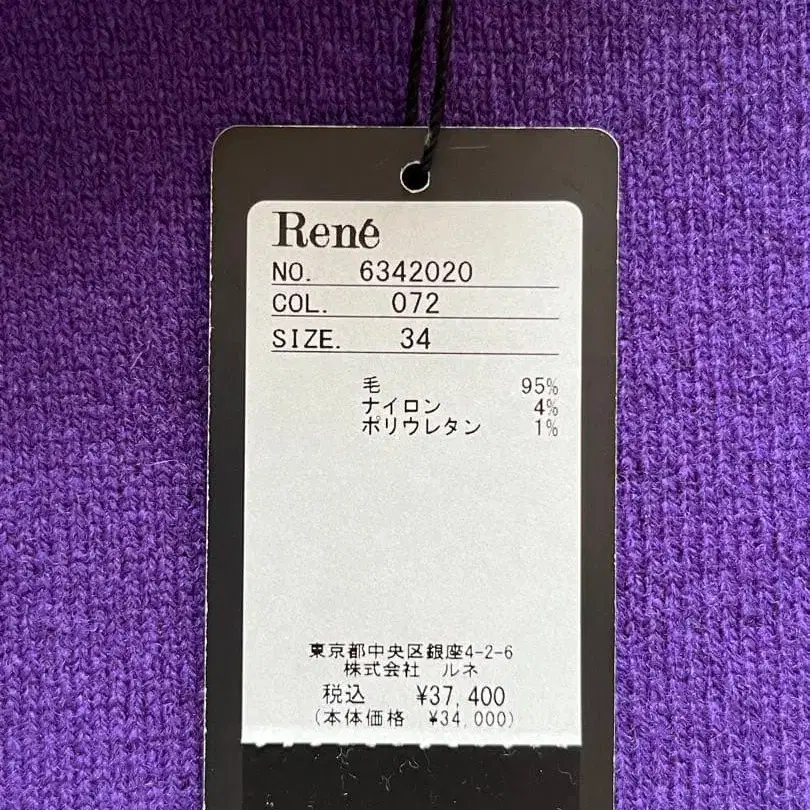 René
NO. 6342020
COL. 072
SIZE. 34
毛 95%
ナイロン 4%
ポリウレタン 1%
東京都中央区銀座4-2-6
株式会社 ルネ
税込 ¥37,400
(本体価格 ¥34,000)